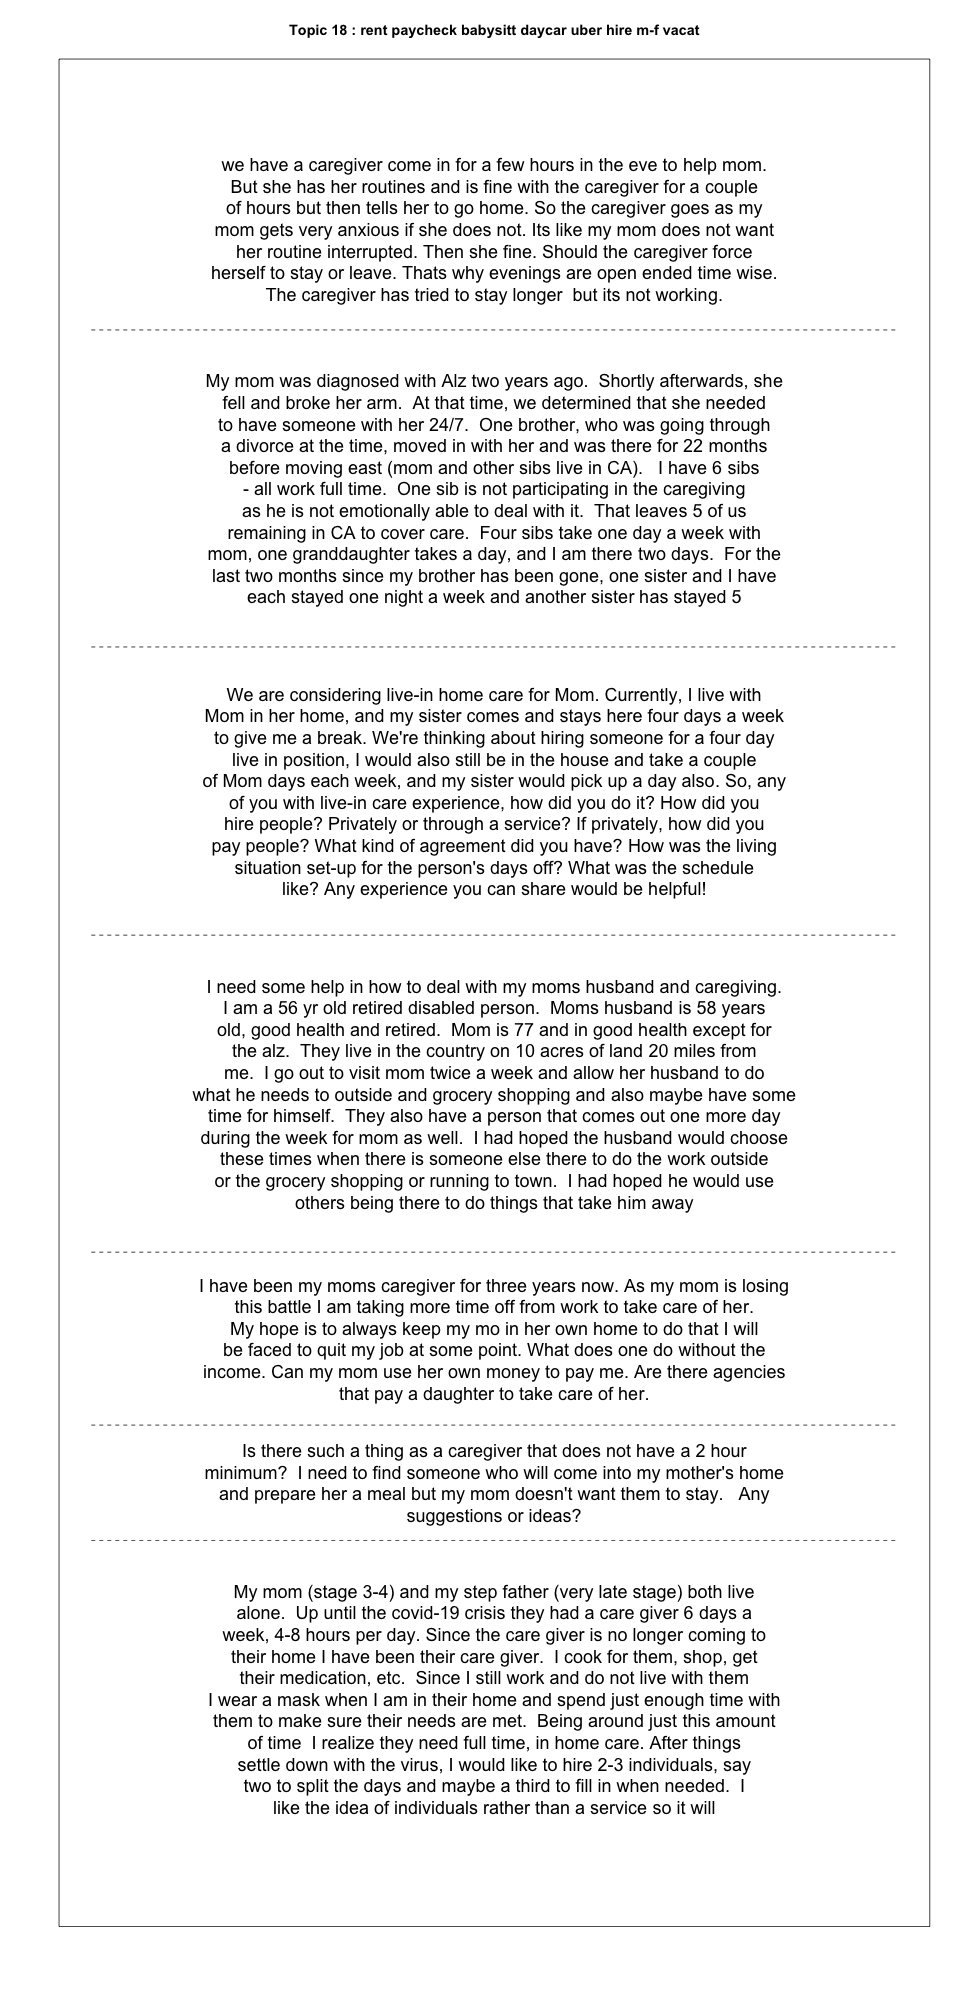 Topic 18 : rent paycheck babysitt daycar uber hire m-f vacat
we have a caregiver come in for a few hours in the eve to help mom.
But she has her routines and is fine with the caregiver for a couple
of hours but then tells her to go home. So the caregiver goes as my
mom gets very anxious if she does not. Its like my mom does not want
her routine interrupted. Then she fine. Should the caregiver force
herself to stay or leave. Thats why evenings are open ended time wise.
The caregiver has tried to stay longer  but its not working.
My mom was diagnosed with Alz two years ago.  Shortly afterwards, she
fell and broke her arm.  At that time, we determined that she needed
to have someone with her 24/7.  One brother, who was going through
a divorce at the time, moved in with her and was there for 22 months
before moving east (mom and other sibs live in CA).   I have 6 sibs
- all work full time.  One sib is not participating in the caregiving
as he is not emotionally able to deal with it.  That leaves 5 of us
remaining in CA to cover care.  Four sibs take one day a week with
mom, one granddaughter takes a day, and I am there two days.  For the
last two months since my brother has been gone, one sister and I have
each stayed one night a week and another sister has stayed 5
We are considering live-in home care for Mom. Currently, I live with
Mom in her home, and my sister comes and stays here four days a week
to give me a break. We're thinking about hiring someone for a four day
live in position, I would also still be in the house and take a couple
of Mom days each week, and my sister would pick up a day also. So, any
of you with live-in care experience, how did you do it? How did you
hire people? Privately or through a service? If privately, how did you
pay people? What kind of agreement did you have? How was the living
situation set-up for the person's days off? What was the schedule
like? Any experience you can share would be helpful!
I need some help in how to deal with my moms husband and caregiving.
I am a 56 yr old retired disabled person.  Moms husband is 58 years
old, good health and retired.  Mom is 77 and in good health except for
the alz.  They live in the country on 10 acres of land 20 miles from
me.  I go out to visit mom twice a week and allow her husband to do
what he needs to outside and grocery shopping and also maybe have some
time for himself.  They also have a person that comes out one more day
during the week for mom as well.  I had hoped the husband would choose
these times when there is someone else there to do the work outside
or the grocery shopping or running to town.  I had hoped he would use
others being there to do things that take him away
I have been my moms caregiver for three years now. As my mom is losing
this battle I am taking more time off from work to take care of her.
My hope is to always keep my mo in her own home to do that I will
be faced to quit my job at some point. What does one do without the
income. Can my mom use her own money to pay me. Are there agencies
that pay a daughter to take care of her.
Is there such a thing as a caregiver that does not have a 2 hour
minimum?  I need to find someone who will come into my mother's home
and prepare her a meal but my mom doesn't want them to stay.   Any
suggestions or ideas?
My mom (stage 3-4) and my step father (very late stage) both live
alone.  Up until the covid-19 crisis they had a care giver 6 days a
week, 4-8 hours per day. Since the care giver is no longer coming to
their home I have been their care giver.  I cook for them, shop, get
their medication, etc.  Since I still work and do not live with them
I wear a mask when I am in their home and spend just enough time with
them to make sure their needs are met.  Being around just this amount
of time  I realize they need full time, in home care. After things
settle down with the virus, I would like to hire 2-3 individuals, say
two to split the days and maybe a third to fill in when needed.  I
like the idea of individuals rather than a service so it will